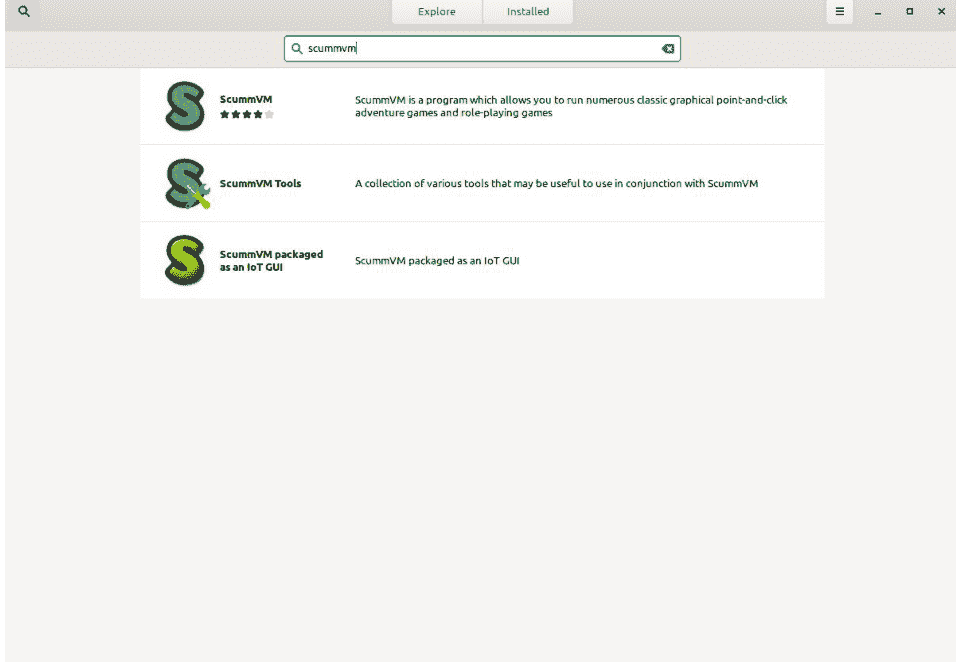 Explore
Installed
scummvm
ScummVM
ScummVM is a program which allows you to run numerous classic graphical point-and-click
adventure games and role-playing games
ScummVM Tools
A collection of various tools that may be useful to use in conjunction with ScummVM
ScummVM packaged
as an IoT GUI
ScummVM packaged as an IoT GUI